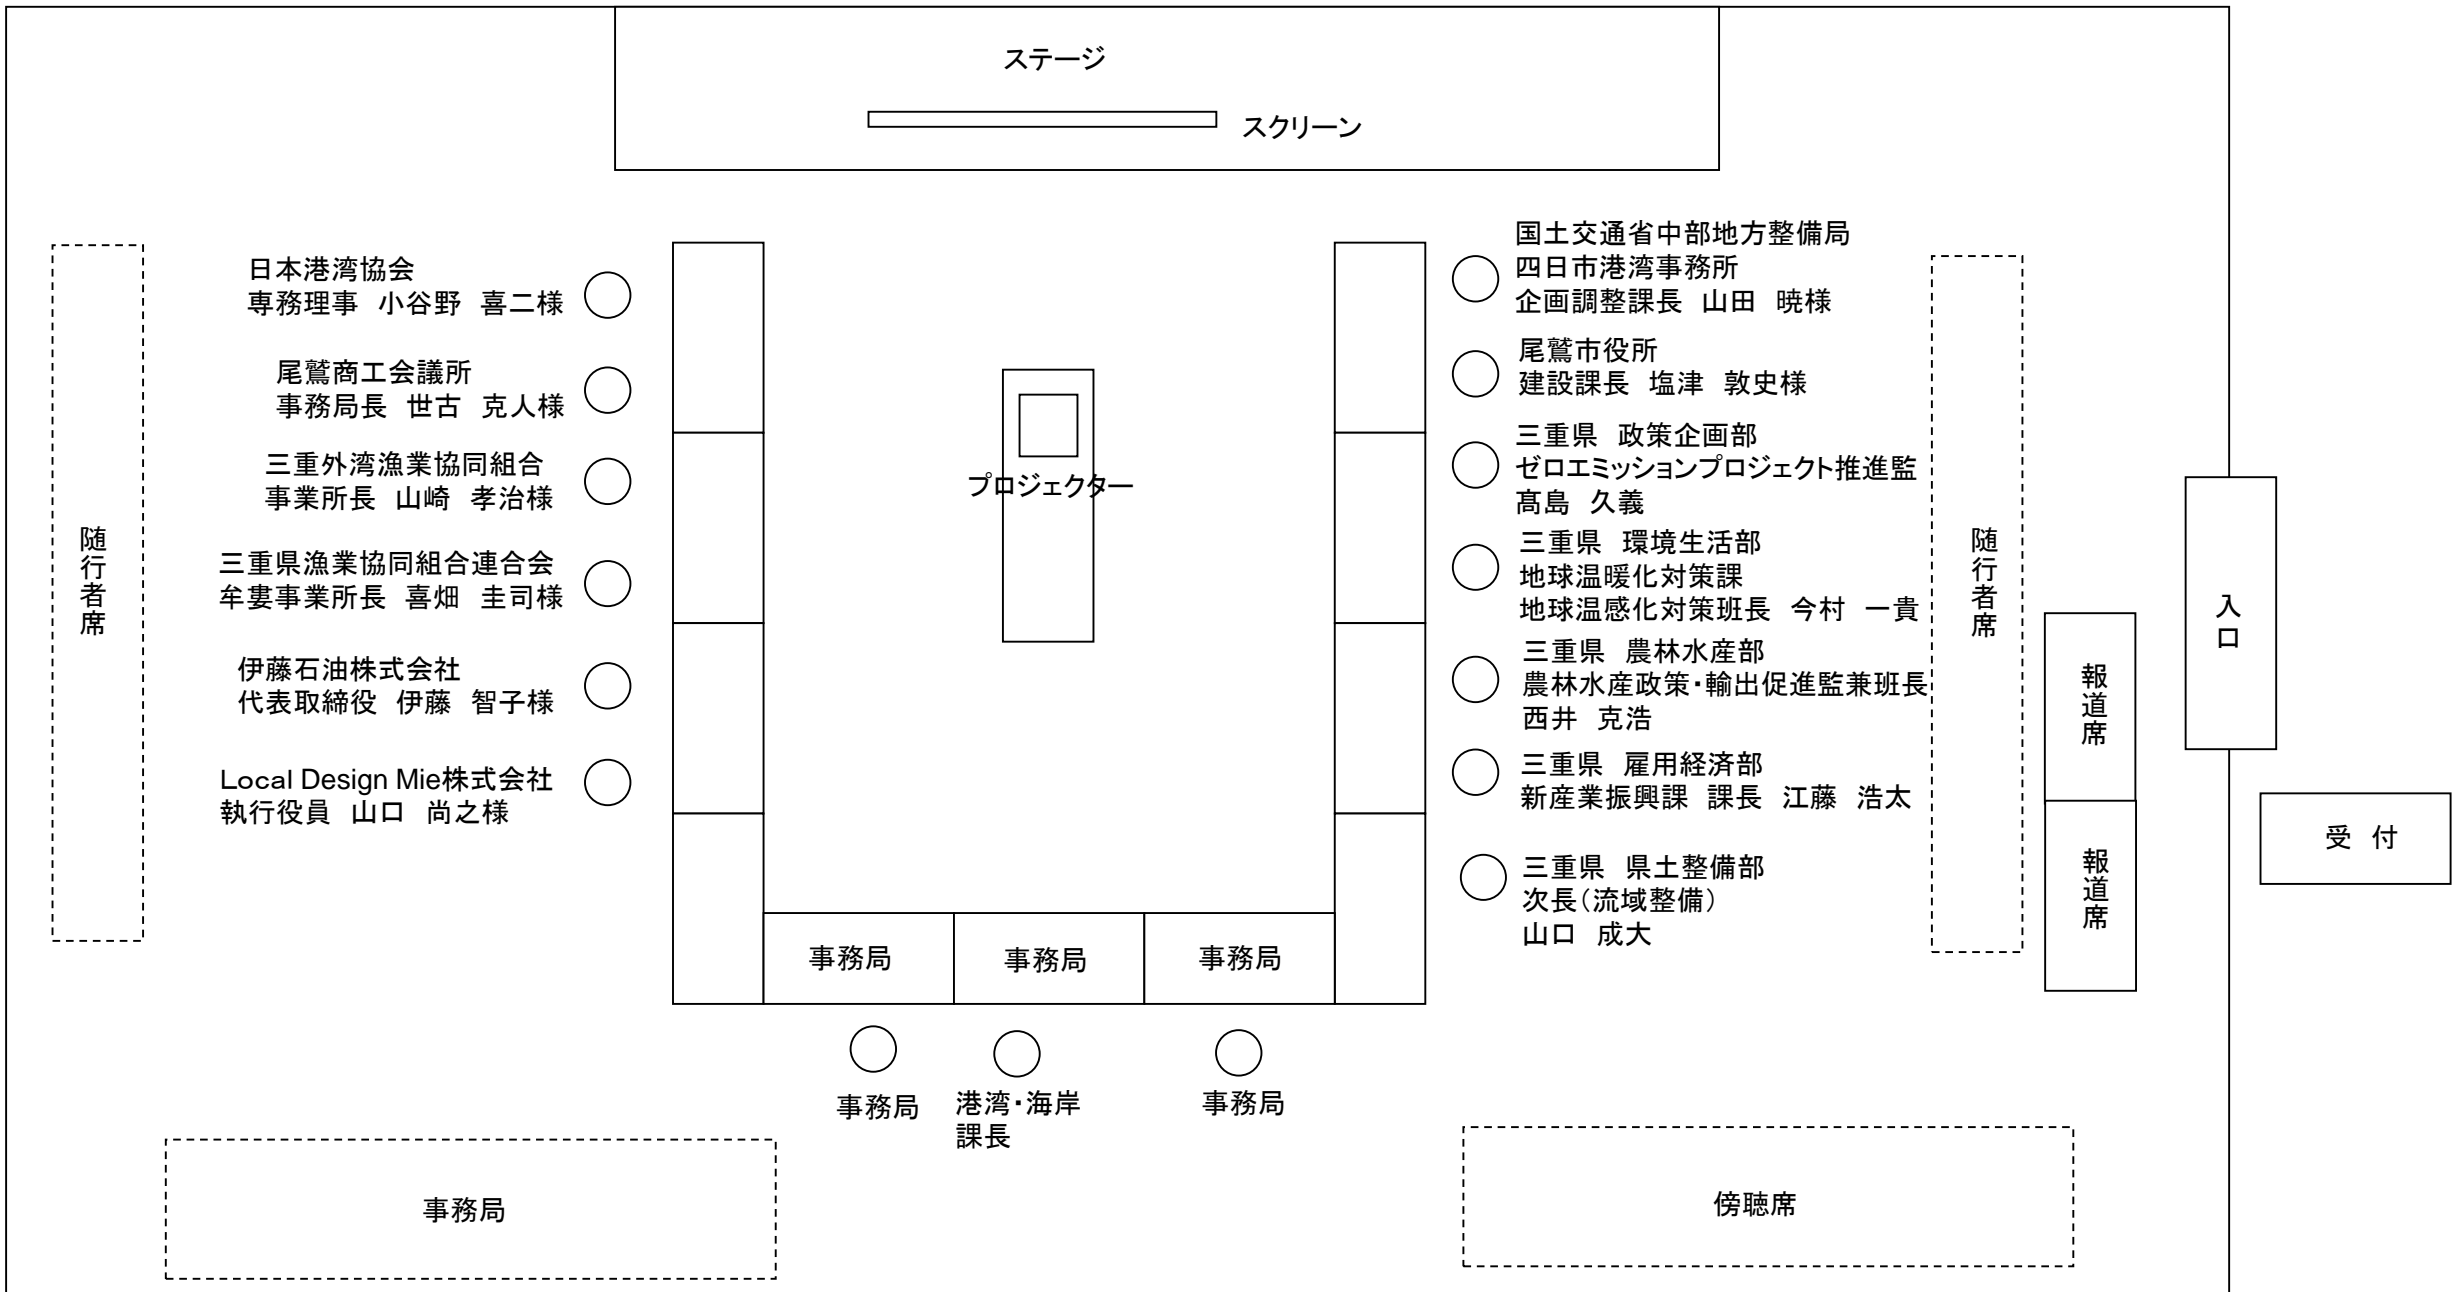 ステージ
スクリーン
日本港湾協会
専務理事　小谷野　喜二様
尾鷲商工会議所
事務局長　世古　克人様
三重外湾漁業協同組合
事業所長　山崎　孝治様
三重県漁業協同組合連合会
牟婁事業所長　喜畑　圭司様
伊藤石油株式会社
代表取締役　伊藤　智子様
Local Design Mie株式会社
執行役員　山口　尚之様
随行者席
プロジェクター
国土交通省中部地方整備局
四日市港湾事務所
企画調整課長　山田　暁様
尾鷲市役所
建設課長　塩津　敦史様
三重県　政策企画部
ゼロエミッションプロジェクト推進監
髙島　久義
三重県　環境生活部
地球温暖化対策課
地球温感化対策班長　今村　一貴
三重県　農林水産部
農林水産政策・輸出促進監兼班長
西井　克浩
三重県　雇用経済部
新産業振興課　課長　江藤　浩太
三重県　県土整備部
次長（流域整備）
山口　成大
随行者席
報道席
報道席
入口
受　付
事務局
事務局
事務局
事務局
港湾・海岸
課長
事務局
事務局
傍聴席